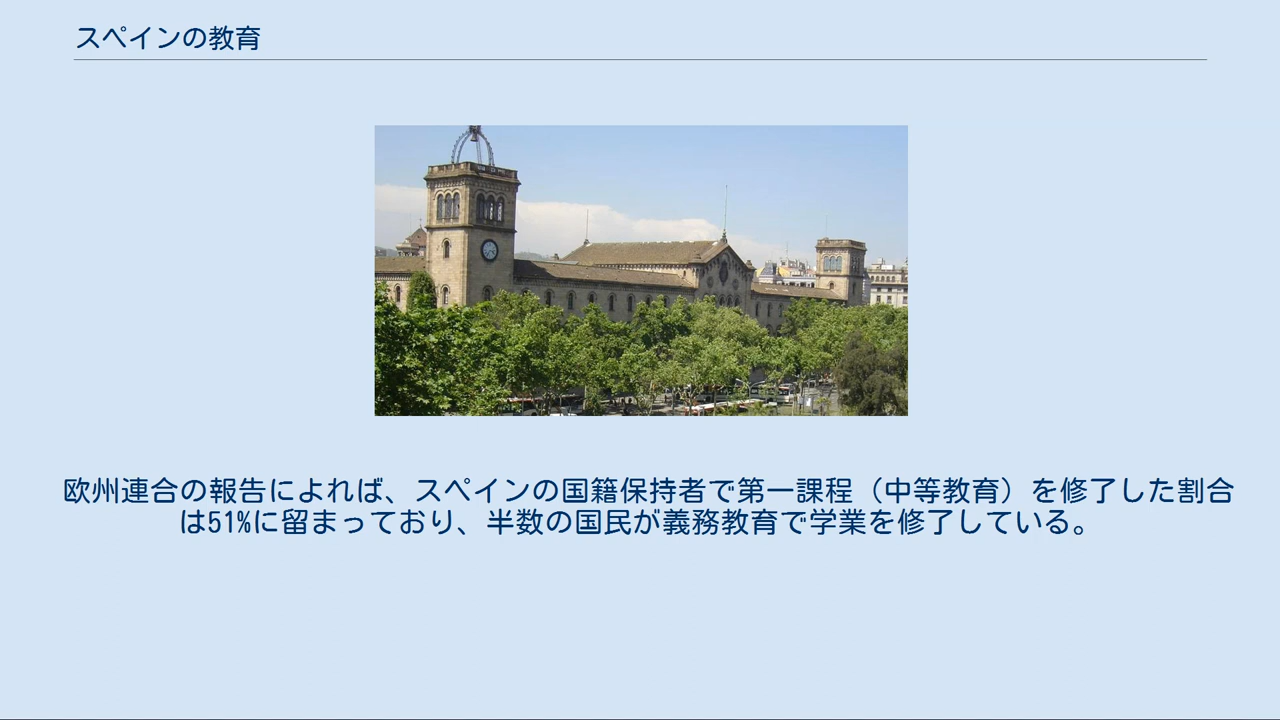 スペインの教育
欧州連合の報告によれば、スペインの国籍保持者で第一課程（中等教育）を修了した割合
は51%に留まっており、半数の国民が義務教育で学業を修了している。